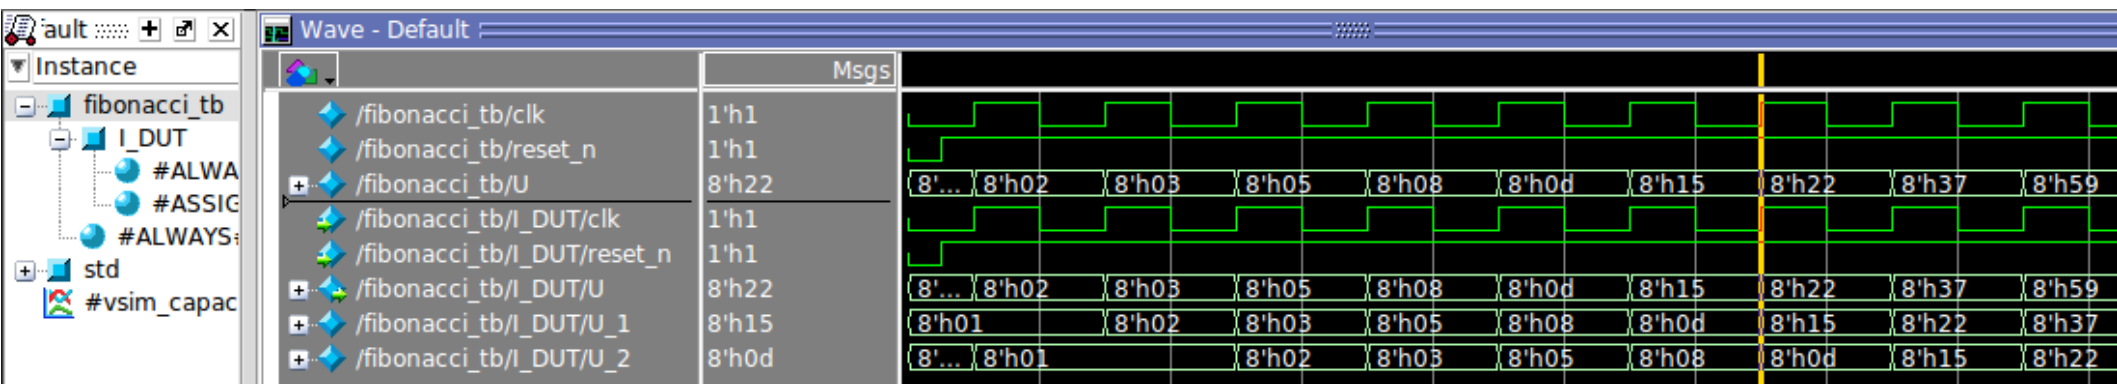 ault
Wave - Default
Instance
Msgs
fibonacci_tb
I_DUT
#ALWA
#ASSIG
#ALWAYS
std
#vsim_capac
/fibonacci_tb/clk 1'h1
/fibonacci_tb/reset_n 1'h1
/fibonacci_tb/U 8'h22 8'... 8'h02 8'h03 8'h05 8'h08 8'h0d 8'h15 8'h22 8'h37 8'h59
/fibonacci_tb/I_DUT/clk 1'h1
/fibonacci_tb/I_DUT/reset_n 1'h1
/fibonacci_tb/I_DUT/U 8'h22 8'... 8'h02 8'h03 8'h05 8'h08 8'h0d 8'h15 8'h22 8'h37 8'h59
/fibonacci_tb/I_DUT/U_1 8'h15 8'h01 8'h02 8'h03 8'h05 8'h08 8'h0d 8'h15 8'h22 8'h37
/fibonacci_tb/I_DUT/U_2 8'h0d 8'... 8'h01 8'h02 8'h03 8'h05 8'h08 8'h0d 8'h15 8'h22